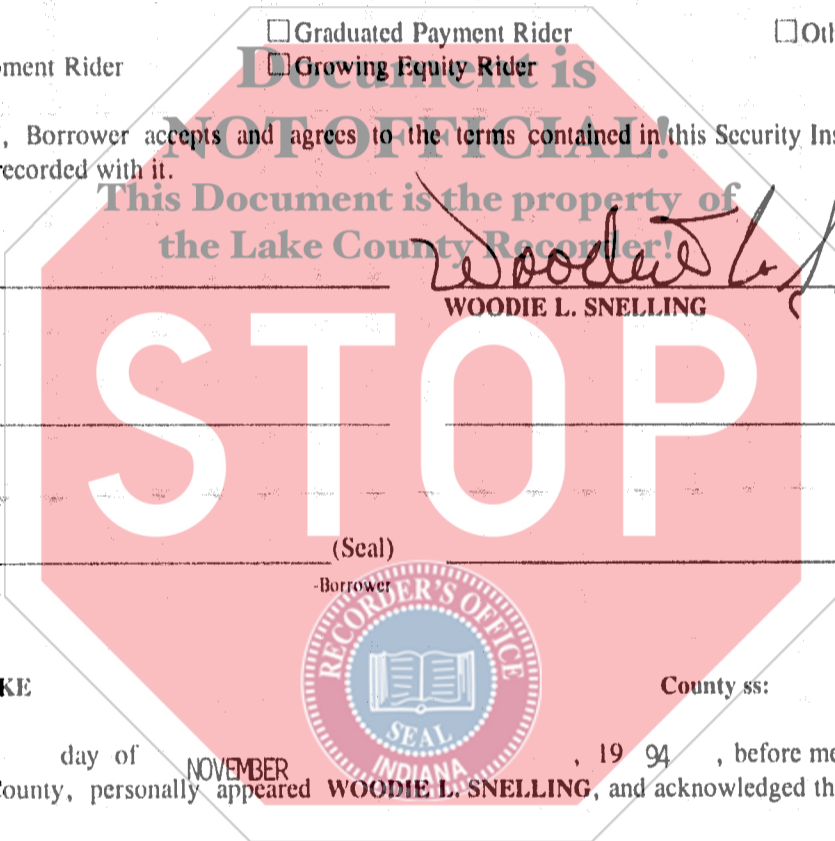 ☐Graduated Payment Rider ☐Oth
ment Rider ☐Growing Equity Rider
Document is
NOT OFFICIAL!
This Document is the property of
the Lake County Recorder!
, Borrower accepts and agrees to the terms contained in this Security Ins
recorded with it.
Woodie L. S
WOODIE L. SNELLING
STOP
(Seal)
-Borrower
RECORDER'S OFFICE
SEAL
INDIANA
KE County ss:
day of NOVEMBER , 19 94 , before me
County, personally appeared WOODIE L. SNELLING, and acknowledged th